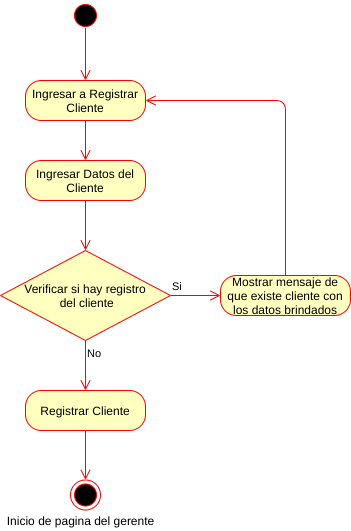 Ingresar a Registrar
Cliente
Ingresar Datos del
Cliente
Verificar si hay registro
del cliente
Si
Mostrar mensaje de
que existe cliente con
los datos brindados
No
Registrar Cliente
Inicio de pagina del gerente